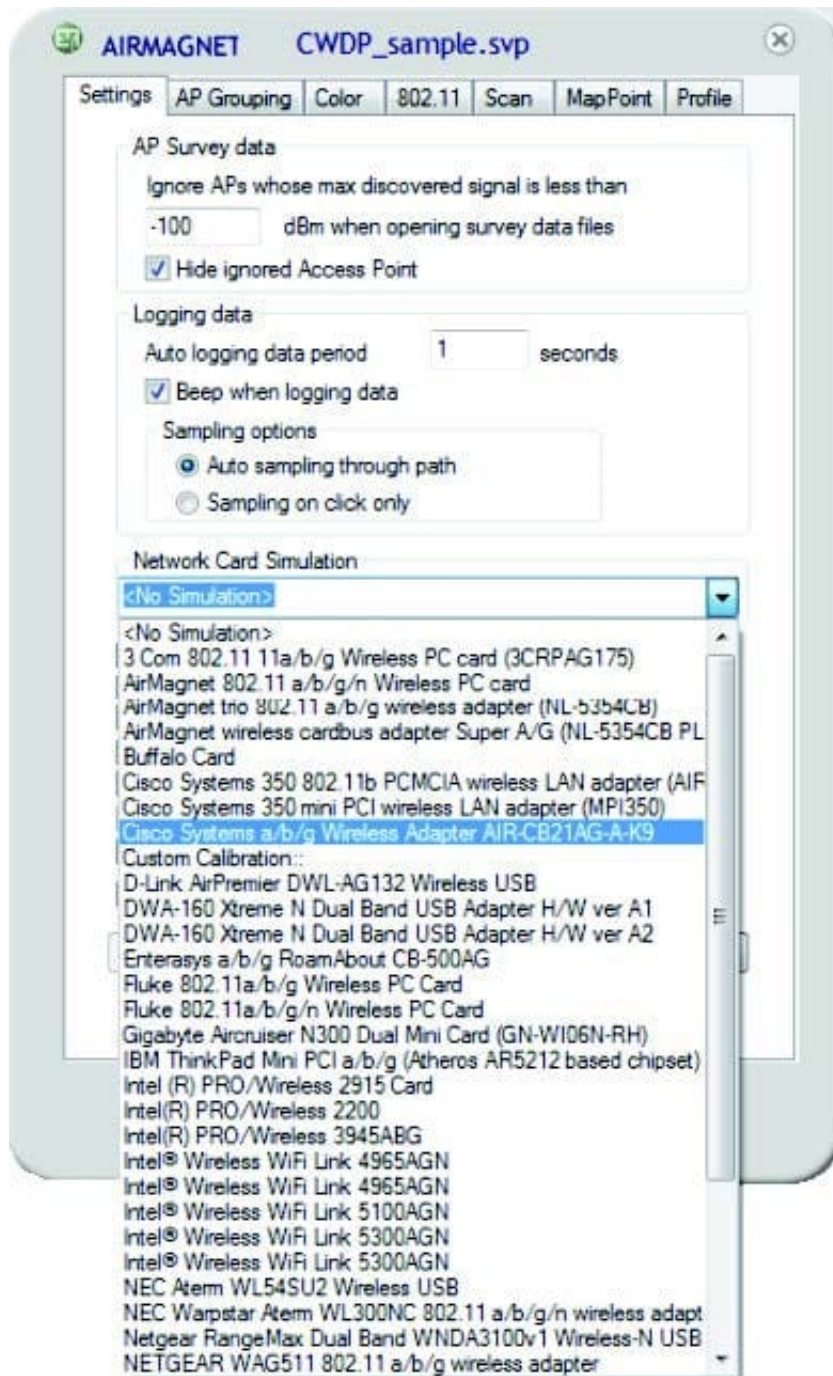 AIRMAGNET CWDP_sample.svp
Settings AP Grouping Color 802.11 Scan MapPoint Profile
AP Survey data
Ignore APs whose max discovered signal is less than
-100 dBm when opening survey data files
Hide ignored Access Point
Logging data
Auto logging data period 1 seconds
Beep when logging data
Sampling options
Auto sampling through path
Sampling on click only
Network Card Simulation
<No Simulation>
<No Simulation>
3 Com 802.11 11a/b/g Wireless PC card (3CRPAG175)
AirMagnet 802.11 a/b/g/n Wireless PC card
AirMagnet trio 802.11 a/b/g wireless adapter (NL-5354CB)
AirMagnet wireless cardbus adapter Super A/G (NL-5354CB PL
Buffalo Card
Cisco Systems 350 802.11b PCMCIA wireless LAN adapter (AIR
Cisco Systems 350 mini PCI wireless LAN adapter (MPI350)
Cisco Systems a/b/g Wireless Adapter AIR-CB21AG-A-K9
Custom Calibration::
D-Link AirPremier DWL-AG132 Wireless USB
DWA-160 Xtreme N Dual Band USB Adapter H/W ver A1
DWA-160 Xtreme N Dual Band USB Adapter H/W ver A2
Enterasys a/b/g RoamAbout CB-500AG
Fluke 802.11a/b/g Wireless PC Card
Fluke 802.11a/b/g/n Wireless PC Card
Gigabyte Aircruiser N300 Dual Mini Card (GN-WI06N-RH)
IBM ThinkPad Mini PCI a/b/g (Atheros AR5212 based chipset)
Intel (R) PRO/Wireless 2915 Card
Intel(R) PRO/Wireless 2200
Intel(R) PRO/Wireless 3945ABG
Intel® Wireless WiFi Link 4965AGN
Intel® Wireless WiFi Link 4965AGN
Intel® Wireless WiFi Link 5100AGN
Intel® Wireless WiFi Link 5300AGN
Intel® Wireless WiFi Link 5300AGN
NEC Aterm WL54SU2 Wireless USB
NEC Warpstar Aterm WL300NC 802.11 a/b/g/n wireless adapt
Netgear RangeMax Dual Band WNDA3100v1 Wireless-N USB
NETGEAR WAG511 802.11 a/b/g wireless adapter